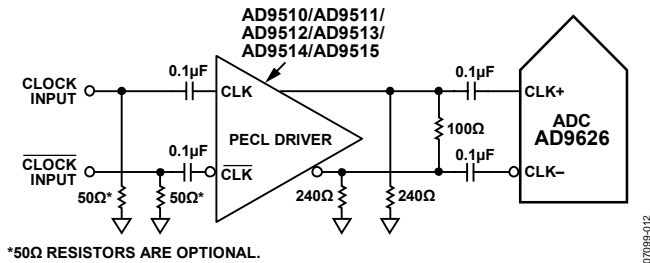 AD9510/AD9511/
AD9512/AD9513/
AD9514/AD9515
CLOCK
INPUT
0.1µF
CLK
PECL DRIVER
0.1µF
CLK+
ADC
AD9626
100Ω
CLOCK
INPUT
0.1µF
CLK
0.1µF
CLK–
50Ω*
50Ω*
240Ω
240Ω
*50Ω RESISTORS ARE OPTIONAL.
07099-012